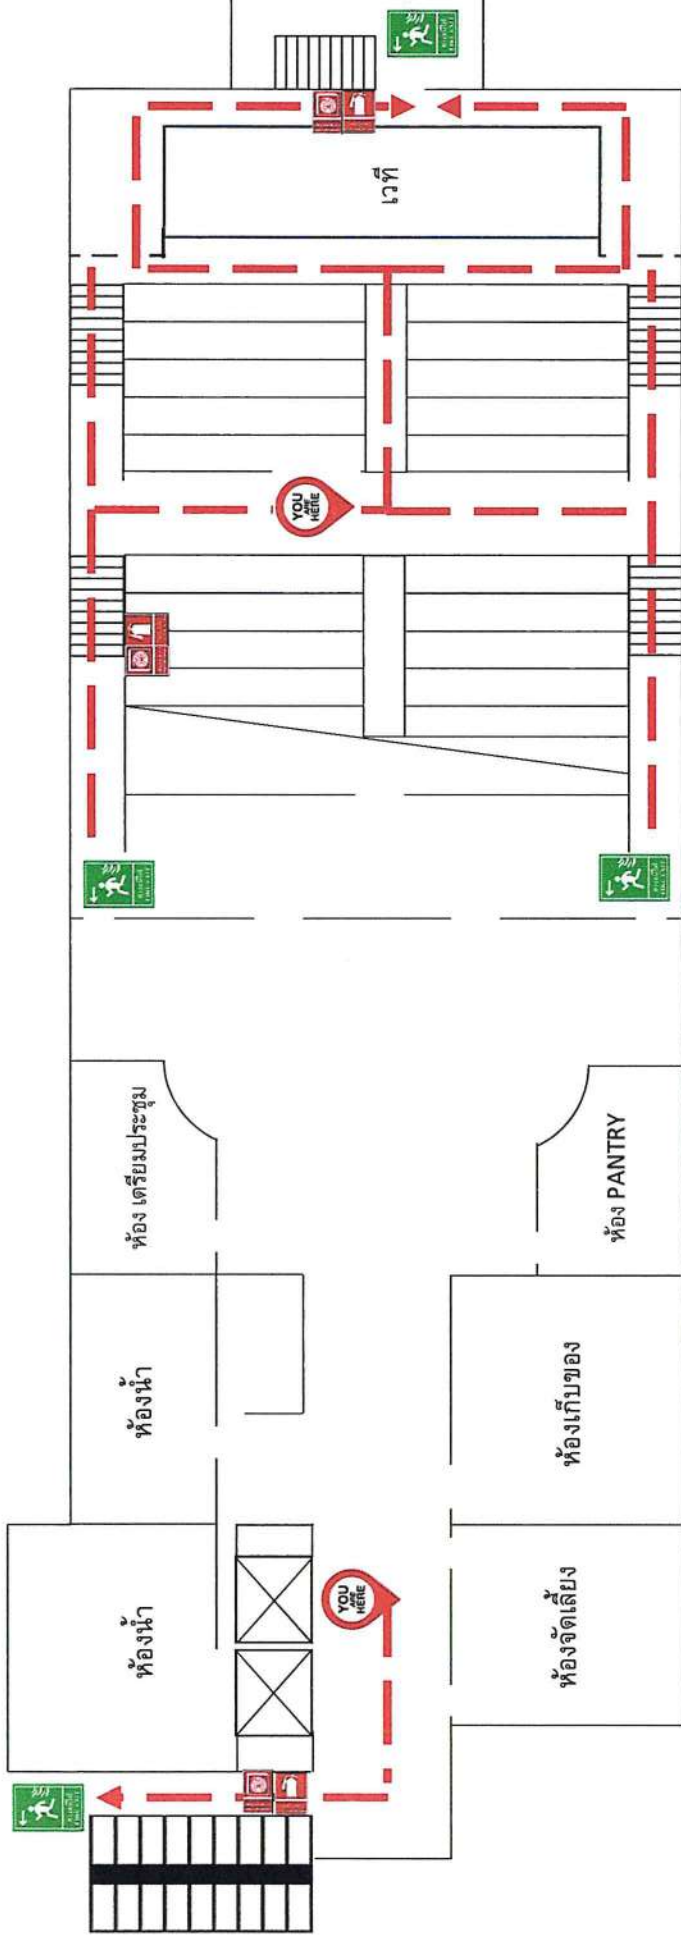 เวที
YOU
ARE
HERE
ห้อง เตรียมประชุม
ห้อง PANTRY
ห้องน้ำ
ห้องเก็บของ
ห้องน้ำ
YOU
ARE
HERE
ห้องจัดเลี้ยง